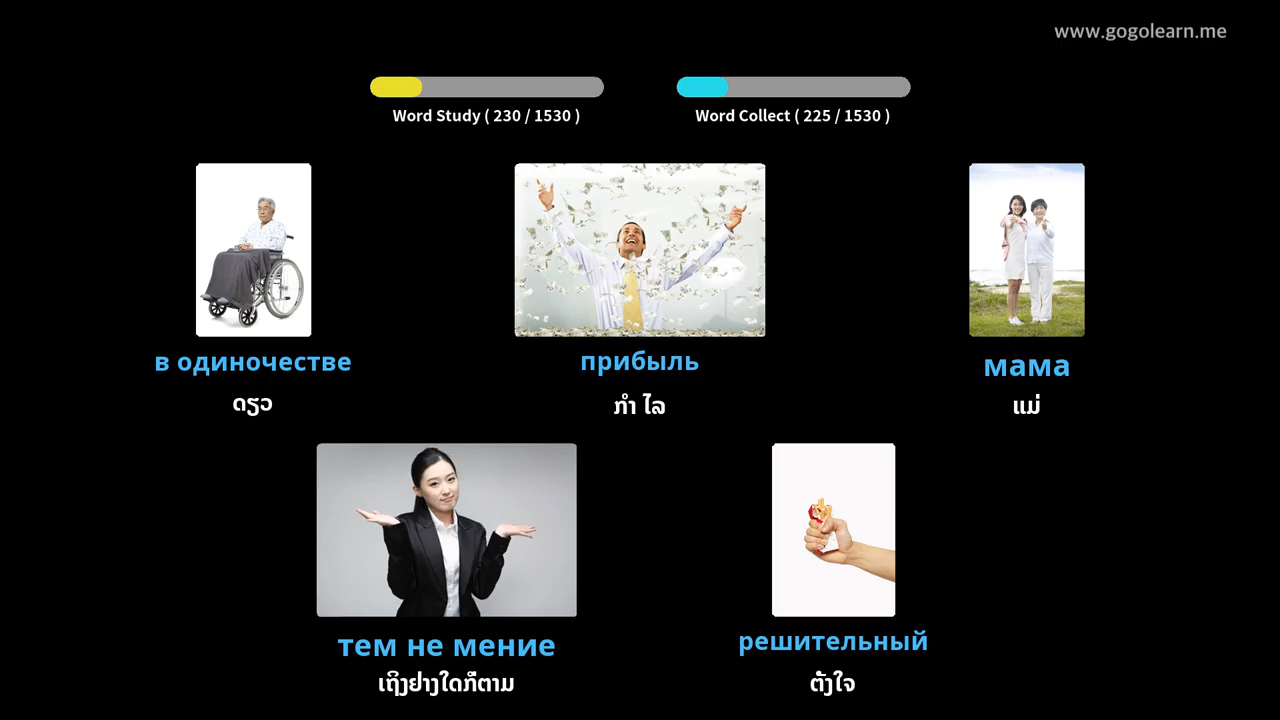 www.gogolearn.me
Word Study ( 230 / 1530 )
Word Collect ( 225 / 1530 )
в одиночестве
ດຽວ
прибыль
ກຳ ໄລ
мама
ແມ່
тем не мение
ເຖິງຢ່າງໃດກໍ່ຕາມ
решительный
ຕັ້ງໃຈ